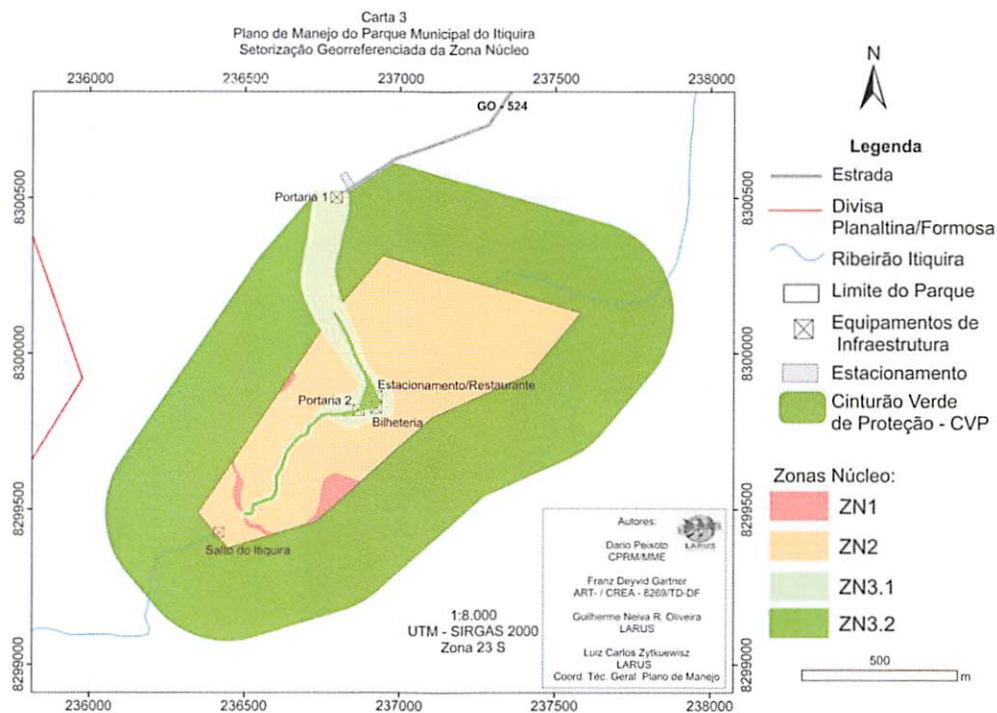 Carta 3
Plano de Manejo do Parque Municipal do Itiquira
Setorização Georreferenciada da Zona Núcleo
236000 236500 237000 237500 238000
GO - 524
N
8300500
8300000
8299500
8299000
Portaria 1
Estacionamento/Restaurante
Portaria 2
Bilheteria
Salto do Itiquira
1:8.000
UTM - SIRGAS 2000
Zona 23 S
Autores:
LARUS
Dario Peixoto
CPRM/MME
Franz Deyvid Gartner
ART- / CREA - 8269/TD-DF
Guilherme Neiva R. Oliveira
LARUS
Luiz Carlos Zytkuewisz
LARUS
Coord. Téc. Geral Plano de Manejo
8300500
8300000
8299500
8299000
236000 236500 237000 237500 238000
Legenda
Estrada
Divisa
Planaltina/Formosa
Ribeirão Itiquira
Limite do Parque
Equipamentos de
Infraestrutura
Estacionamento
Cinturão Verde
de Proteção - CVP
Zonas Núcleo:
ZN1
ZN2
ZN3.1
ZN3.2
500
m